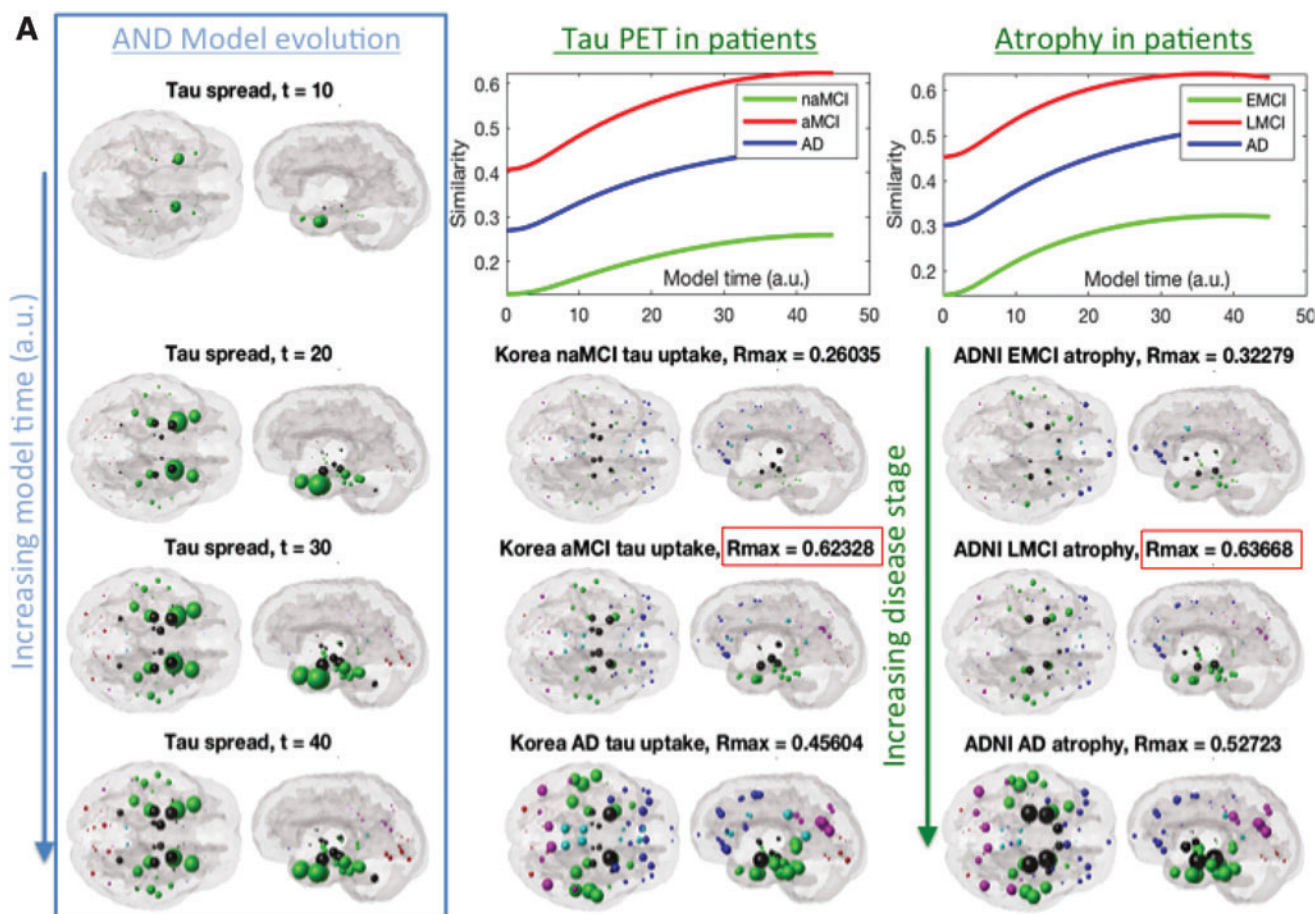 A
AND Model evolution
Tau PET in patients
Atrophy in patients
Increasing model time (a.u.)
Tau spread, t = 10
Tau spread, t = 20
Tau spread, t = 30
Tau spread, t = 40
Similarity
0.6
0.5
0.4
0.3
0.2
naMCI
aMCI
AD
Model time (a.u.)
0 10 20 30 40 50
Korea naMCI tau uptake, Rmax = 0.26035
Korea aMCI tau uptake, Rmax = 0.62328
Korea AD tau uptake, Rmax = 0.45604
Increasing disease stage
Similarity
0.6
0.5
0.4
0.3
0.2
EMCI
LMCI
AD
Model time (a.u.)
0 10 20 30 40 50
ADNI EMCI atrophy, Rmax = 0.32279
ADNI LMCI atrophy, Rmax = 0.63668
ADNI AD atrophy, Rmax = 0.52723